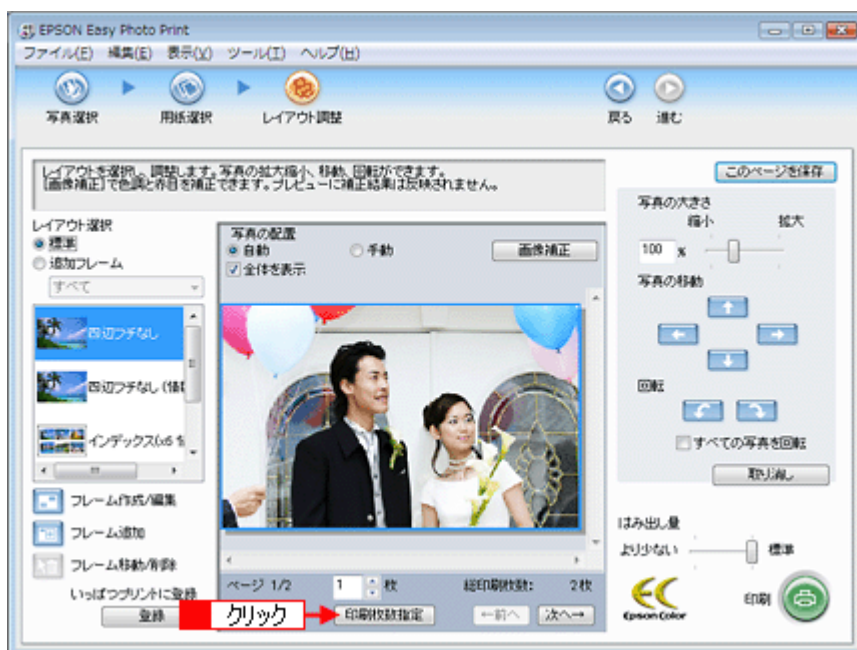 EPSON Easy Photo Print
ファイル(F) 編集(E) 表示(V) ツール(T) ヘルプ(H)
写真選択 用紙選択 レイアウト調整 戻る 進む
レイアウトを選択し、調整します。写真の拡大縮小、移動、回転ができます。
[画像補正]で色調と赤目を補正できます。プレビューに補正結果は反映されません。
このページを保存
レイアウト選択
標準
追加フレーム
すべて
四辺フチなし
四辺フチなし (情報
インデックス(x6 情
フレーム作成/編集
フレーム追加
フレーム移動/削除
いっぱつプリントに登録
登録
写真の配置
自動 手動 画像補正
全体を表示
ページ 1/2 1 枚 総印刷枚数: 2枚
クリック
印刷枚数指定 ←前へ 次へ→
写真の大きさ
縮小 拡大
100 %
写真の移動
回転
すべての写真を回転
取り消し
はみ出し量
より少ない 標準
Epson Color
印刷